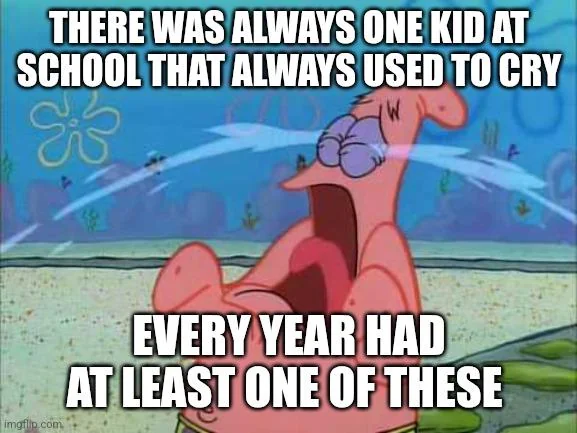 THERE WAS ALWAYS ONE KID AT
SCHOOL THAT ALWAYS USED TO CRY
EVERY YEAR HAD
AT LEAST ONE OF THESE
imgflip.com